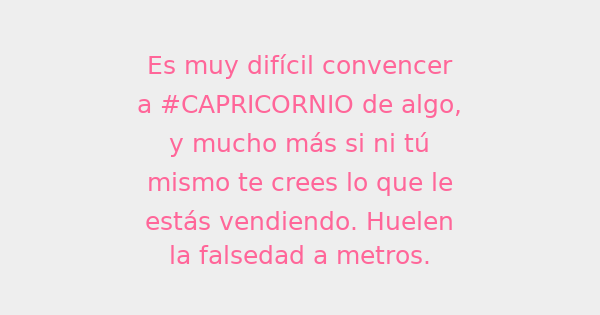 Es muy difícil convencer
a #CAPRICORNIO de algo,
y mucho más si ni tú
mismo te crees lo que le
estás vendiendo. Huelen
la falsedad a metros.